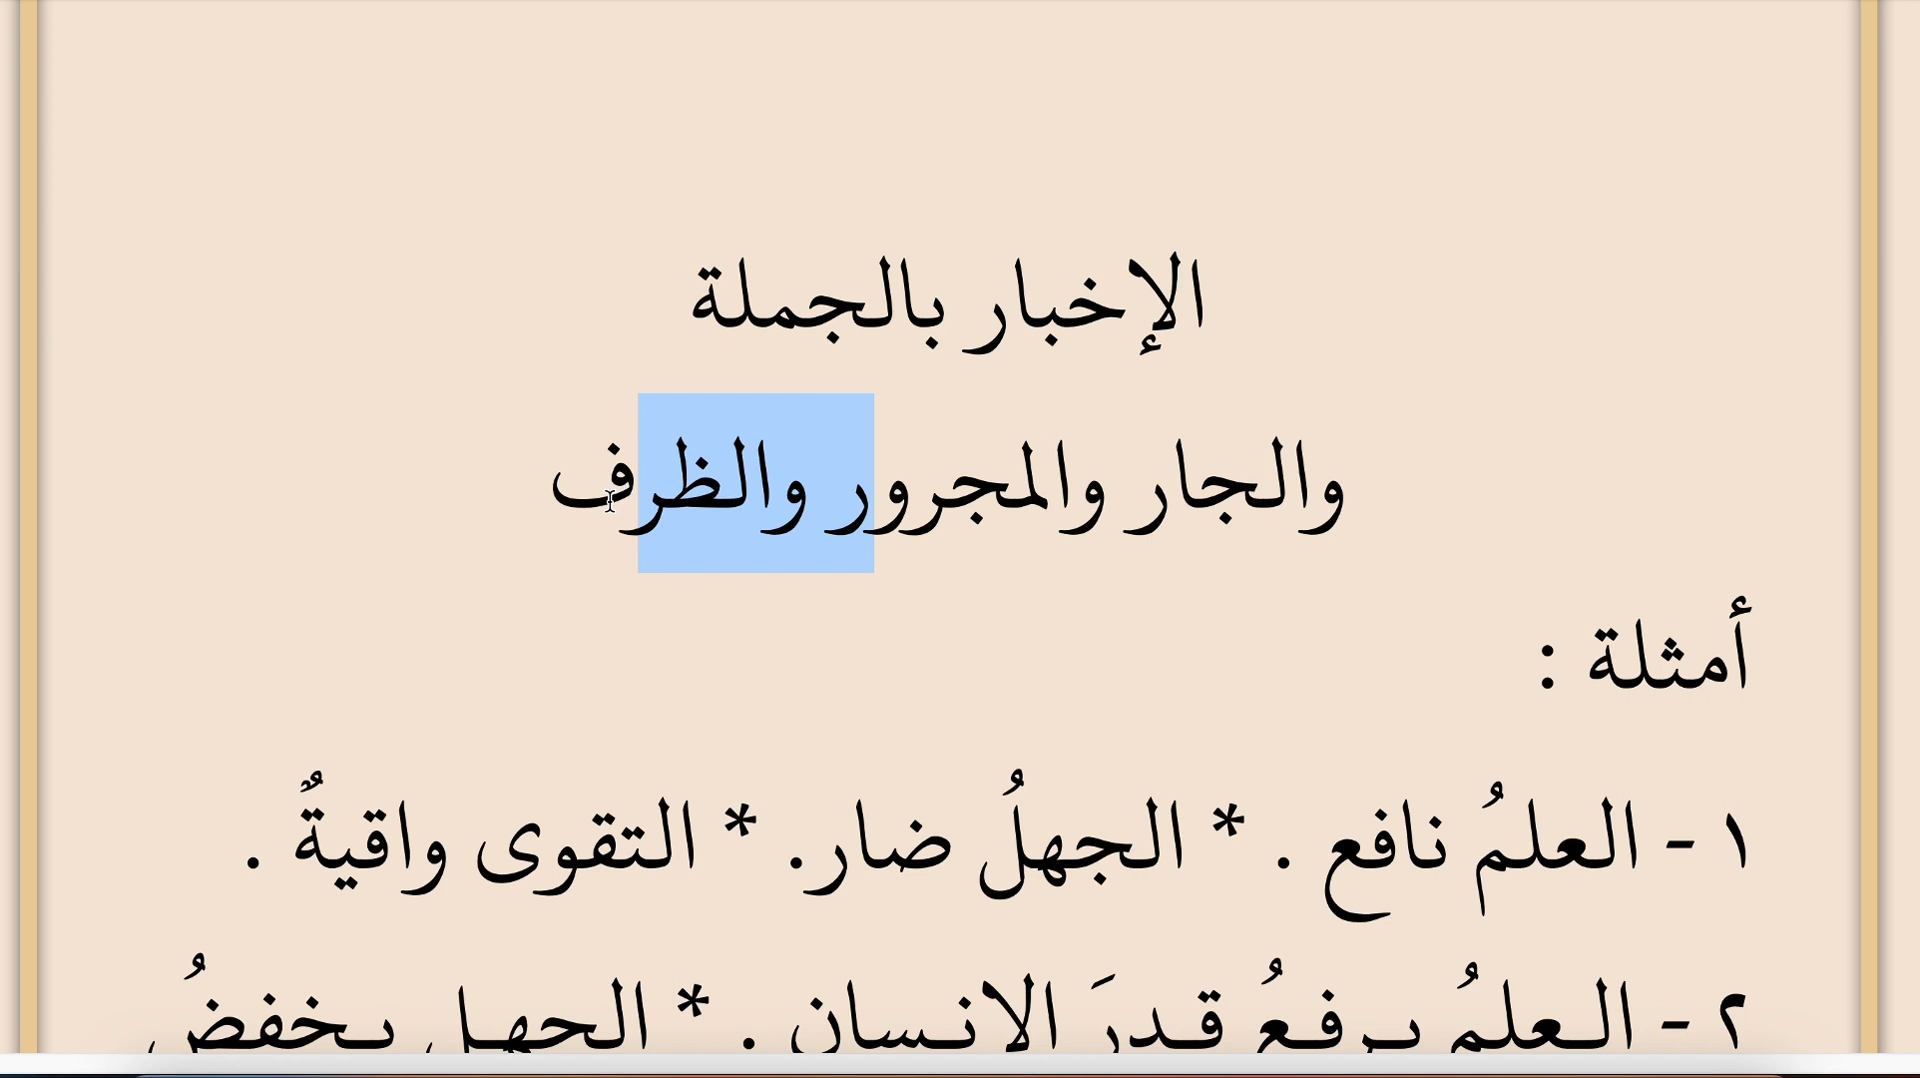 الإخبار بالجملة
والجار والمجرور والظرف
أمثلة :
١ - العلمُ نافع . * الجهلُ ضار. * التقوى واقيةٌ .
٢ - العلمُ يرفعُ قدرَ الإنسان . * الجهل يخفضُ